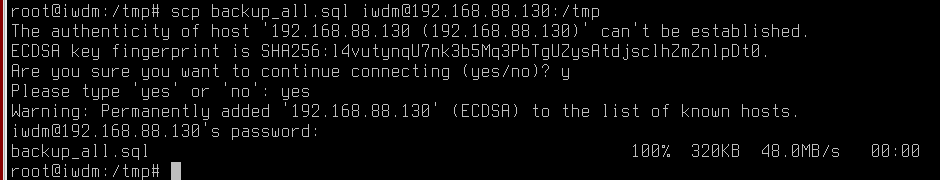 root@iwdm:/tmp# scp backup_all.sql iwdm@192.168.88.130:/tmp
The authenticity of host '192.168.88.130 (192.168.88.130)' can't be established.
ECDSA key fingerprint is SHA256:l4vutynqU7nk3b5Mq3PbTgUZysAtdjsclhZmZnlpDt0.
Are you sure you want to continue connecting (yes/no)? y
Please type 'yes' or 'no': yes
Warning: Permanently added '192.168.88.130' (ECDSA) to the list of known hosts.
iwdm@192.168.88.130's password:
backup_all.sql 100% 320KB 48.0MB/s 00:00
root@iwdm:/tmp#